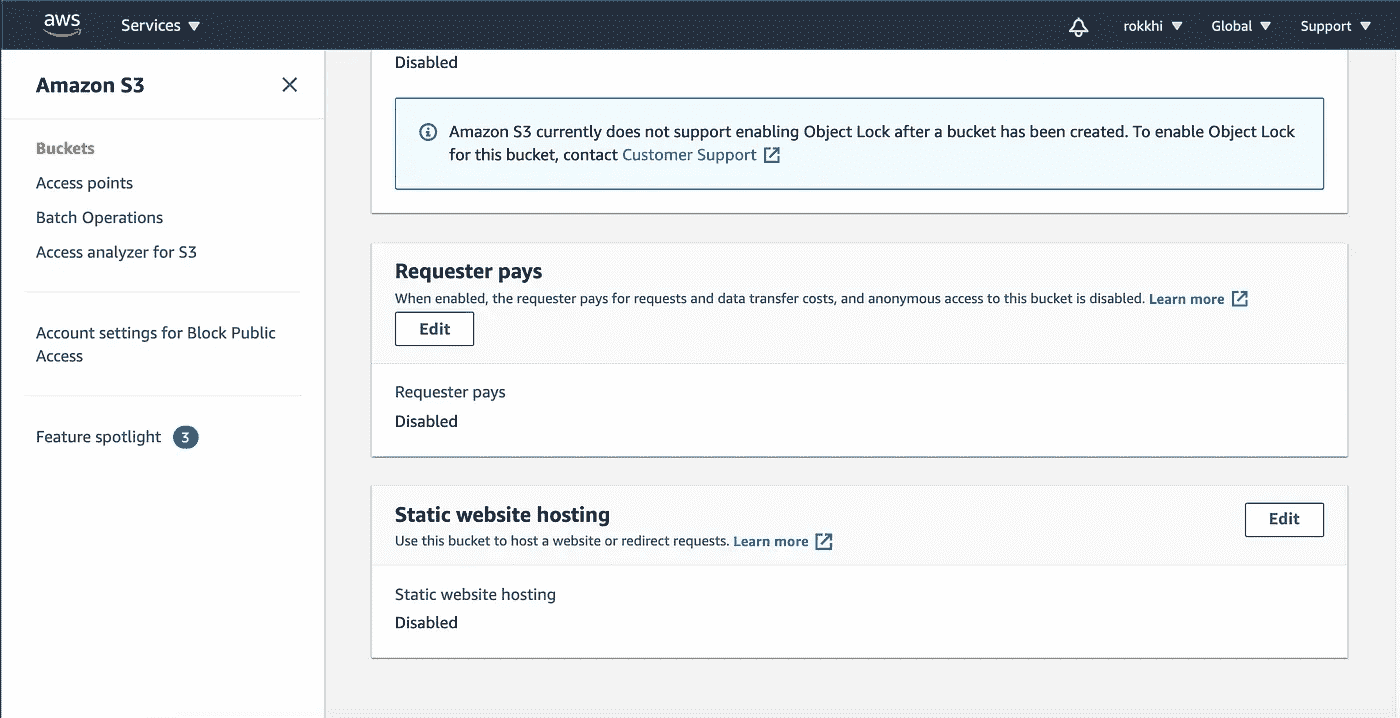 aws
Services
rokkhi
Global
Support
Amazon S3
Buckets
Access points
Batch Operations
Access analyzer for S3
Account settings for Block Public
Access
Feature spotlight 3
Disabled
Amazon S3 currently does not support enabling Object Lock after a bucket has been created. To enable Object Lock
for this bucket, contact Customer Support
Requester pays
When enabled, the requester pays for requests and data transfer costs, and anonymous access to this bucket is disabled. Learn more
Edit
Requester pays
Disabled
Static website hosting
Edit
Use this bucket to host a website or redirect requests. Learn more
Static website hosting
Disabled